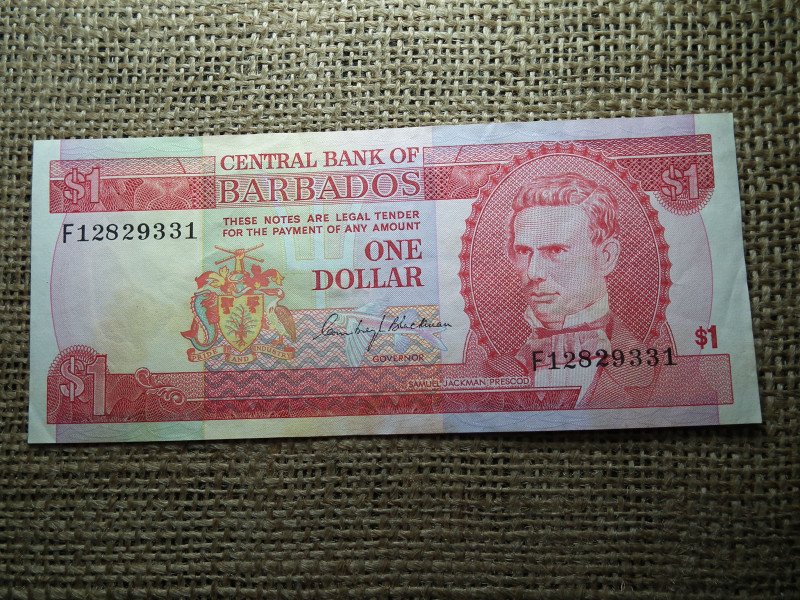 CENTRAL BANK OF
BARBADOS
$1
$1
F12829331
THESE NOTES ARE LEGAL TENDER
FOR THE PAYMENT OF ANY AMOUNT
ONE
DOLLAR
PRIDE AND INDUSTRY
GOVERNOR
$1
F12829331
SAMUEL JACKMAN PRESCOD
$1